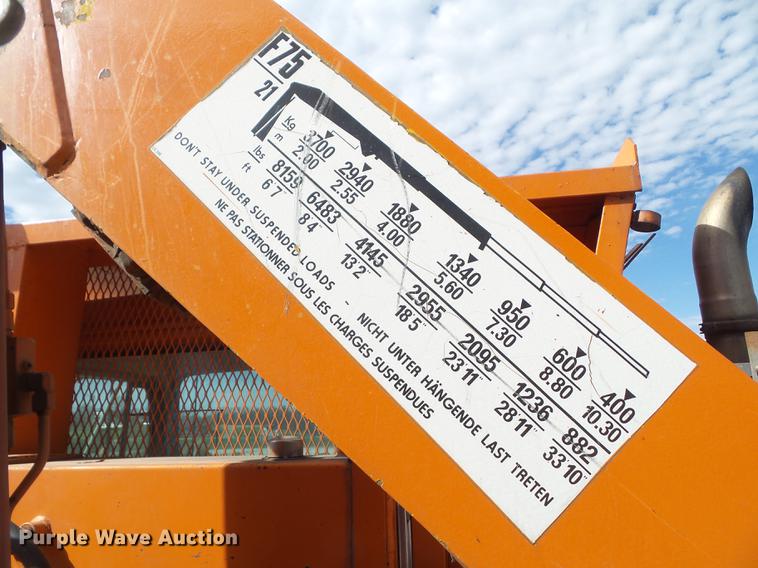 F75
21
Kg 3700 2940 1880 1340 950 600 400
m 2.00 2.55 4.00 5.60 7.30 8.80 10.30
lbs 8159 6483 4145 2955 2095 1236 882
ft 6'7 8'4 13'2" 18'5" 23'11" 28'11" 33'10"
DON'T STAY UNDER SUSPENDED LOADS - NICHT UNTER HÄNGENDE LAST TRETEN
NE PAS STATIONNER SOUS LES CHARGES SUSPENDUES
Purple Wave Auction